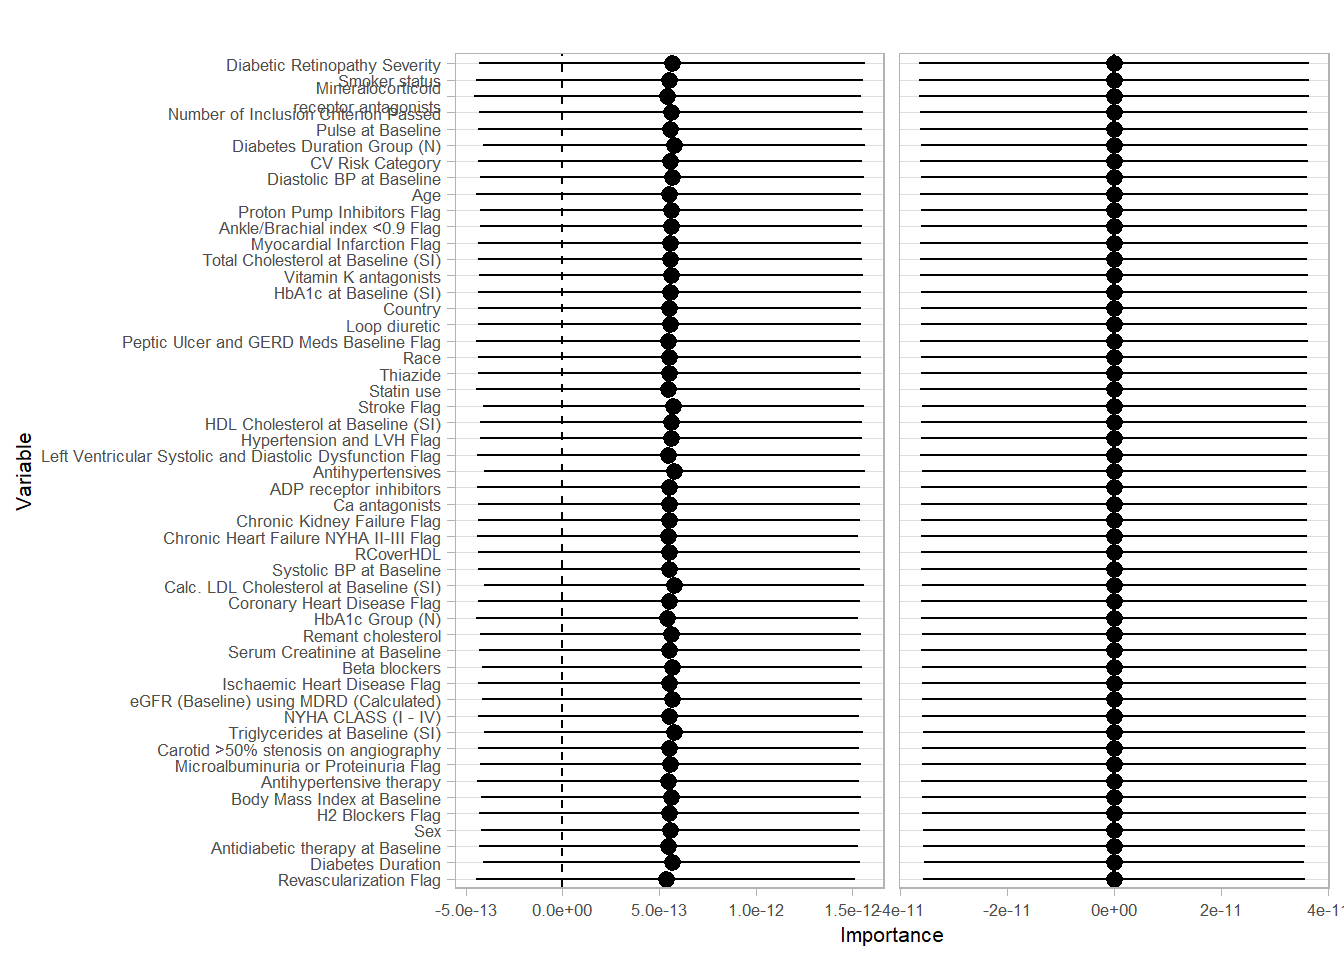 Diabetic Retinopathy Severity
Smoker status
Mineralocorticoid
receptor antagonists
Number of Inclusion Criterion Passed
Pulse at Baseline
Diabetes Duration Group (N)
CV Risk Category
Diastolic BP at Baseline
Age
Proton Pump Inhibitors Flag
Ankle/Brachial index <0.9 Flag
Myocardial Infarction Flag
Total Cholesterol at Baseline (SI)
Vitamin K antagonists
HbA1c at Baseline (SI)
Country
Loop diuretic
Peptic Ulcer and GERD Meds Baseline Flag
Race
Thiazide
Statin use
Stroke Flag
HDL Cholesterol at Baseline (SI)
Hypertension and LVH Flag
Left Ventricular Systolic and Diastolic Dysfunction Flag
Antihypertensives
ADP receptor inhibitors
Ca antagonists
Chronic Kidney Failure Flag
Chronic Heart Failure NYHA II-III Flag
RCoverHDL
Systolic BP at Baseline
Calc. LDL Cholesterol at Baseline (SI)
Coronary Heart Disease Flag
HbA1c Group (N)
Remant cholesterol
Serum Creatinine at Baseline
Beta blockers
Ischaemic Heart Disease Flag
eGFR (Baseline) using MDRD (Calculated)
NYHA CLASS (I - IV)
Triglycerides at Baseline (SI)
Carotid >50% stenosis on angiography
Microalbuminuria or Proteinuria Flag
Antihypertensive therapy
Body Mass Index at Baseline
H2 Blockers Flag
Sex
Antidiabetic therapy at Baseline
Diabetes Duration
Revascularization Flag
Variable
-5.0e-13 0.0e+00 5.0e-13 1.0e-12 1.5e-12 -4e-11 -2e-11 0e+00 2e-11 4e-11
Importance